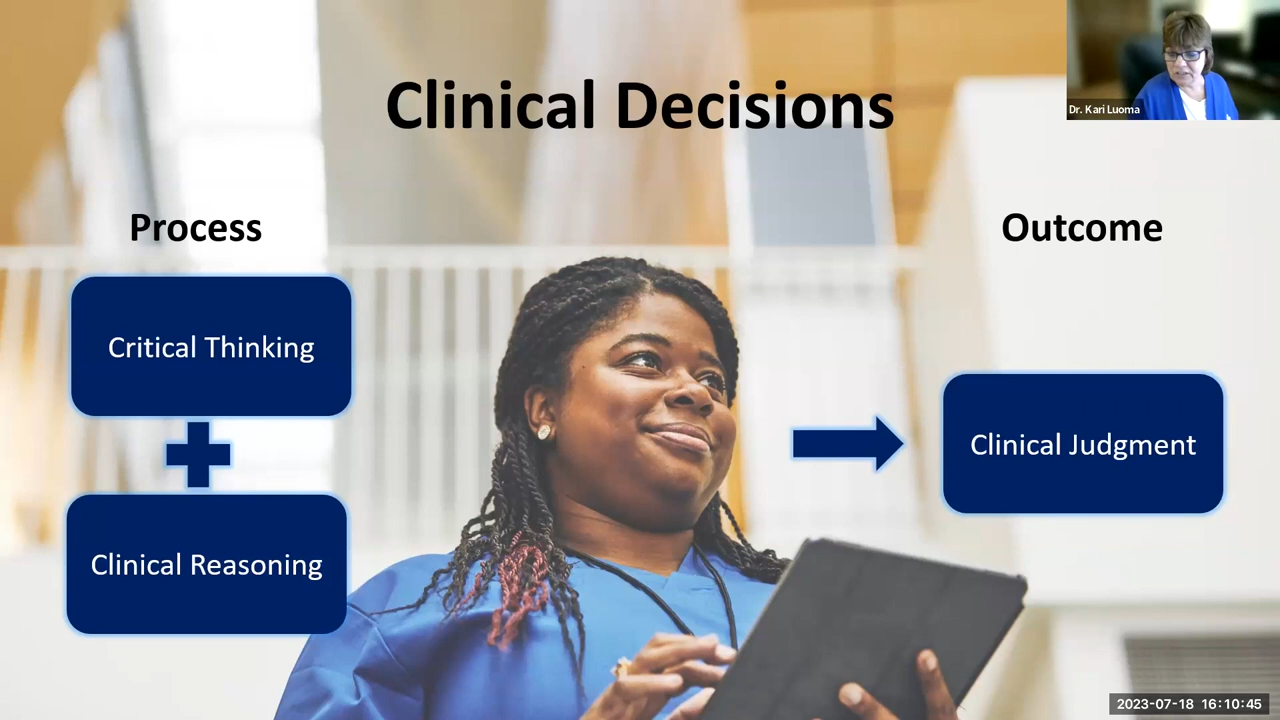 Clinical Decisions
Dr. Kari Luoma
Process
Outcome
Critical Thinking
Clinical Judgment
Clinical Reasoning
2023-07-18 16:10:45